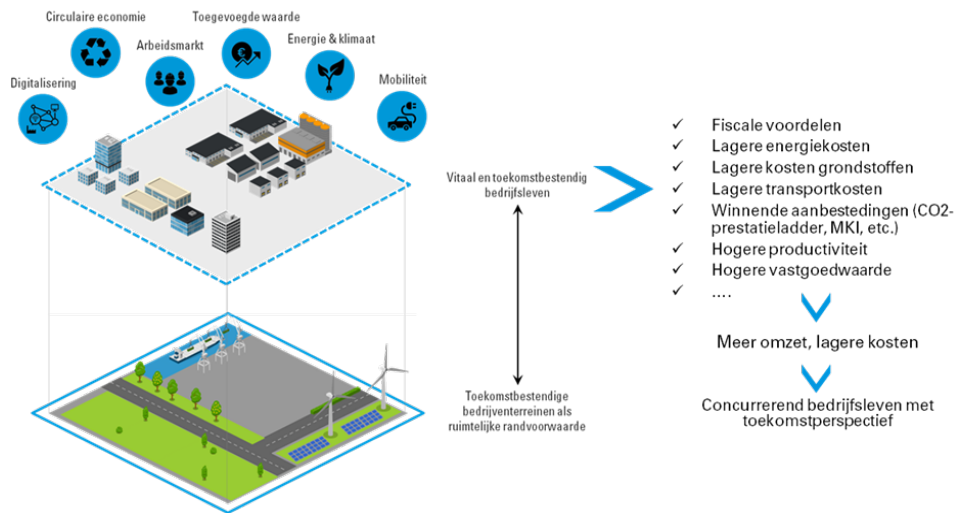 Circulaire economie
Toegevoegde waarde
Arbeidsmarkt
Energie & klimaat
Digitalisering
Mobiliteit
Vitaal en toekomstbestendig
bedrijfsleven
Toekomstbestendige
bedrijventerreinen als
ruimtelijke randvoorwaarde
✓ Fiscale voordelen
✓ Lagere energiekosten
✓ Lagere kosten grondstoffen
✓ Lagere transportkosten
✓ Winnende aanbestedingen (CO2-
prestatieladder, MKI, etc.)
✓ Hogere productiviteit
✓ Hogere vastgoedwaarde
✓ ....
Meer omzet, lagere kosten
Concurrerend bedrijfsleven met
toekomstperspectief